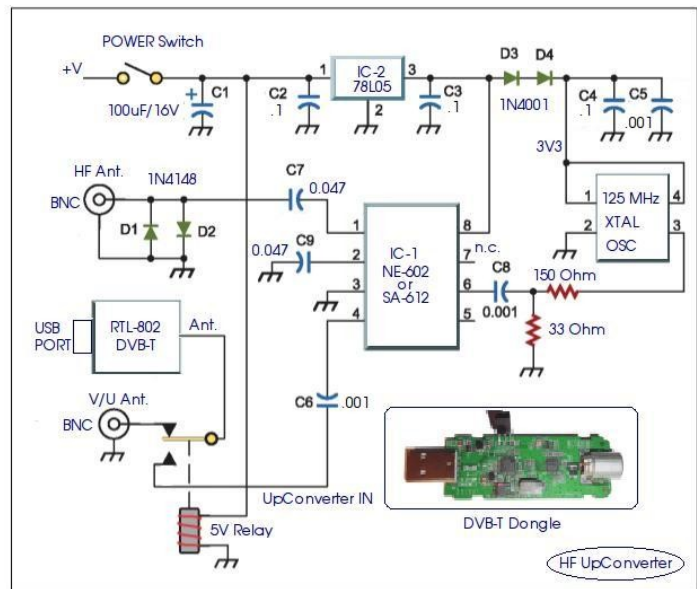 POWER Switch
+V
C1
100uF/16V
C2
.1
1
IC-2
78L05
3
2
C3
.1
D3
D4
1N4001
C4
.1
C5
.001
3V3
HF Ant.
BNC
1N4148
D1
D2
C7
0.047
C9
0.047
1
2
3
4
IC-1
NE-602
or
SA-612
8
7
n.c.
6
5
C8
0.001
1
2
125 MHz
XTAL
OSC
4
3
150 Ohm
33 Ohm
USB
PORT
RTL-802
DVB-T
Ant.
V/U Ant.
BNC
C6
.001
UpConverter IN
5V Relay
DVB-T Dongle
HF UpConverter